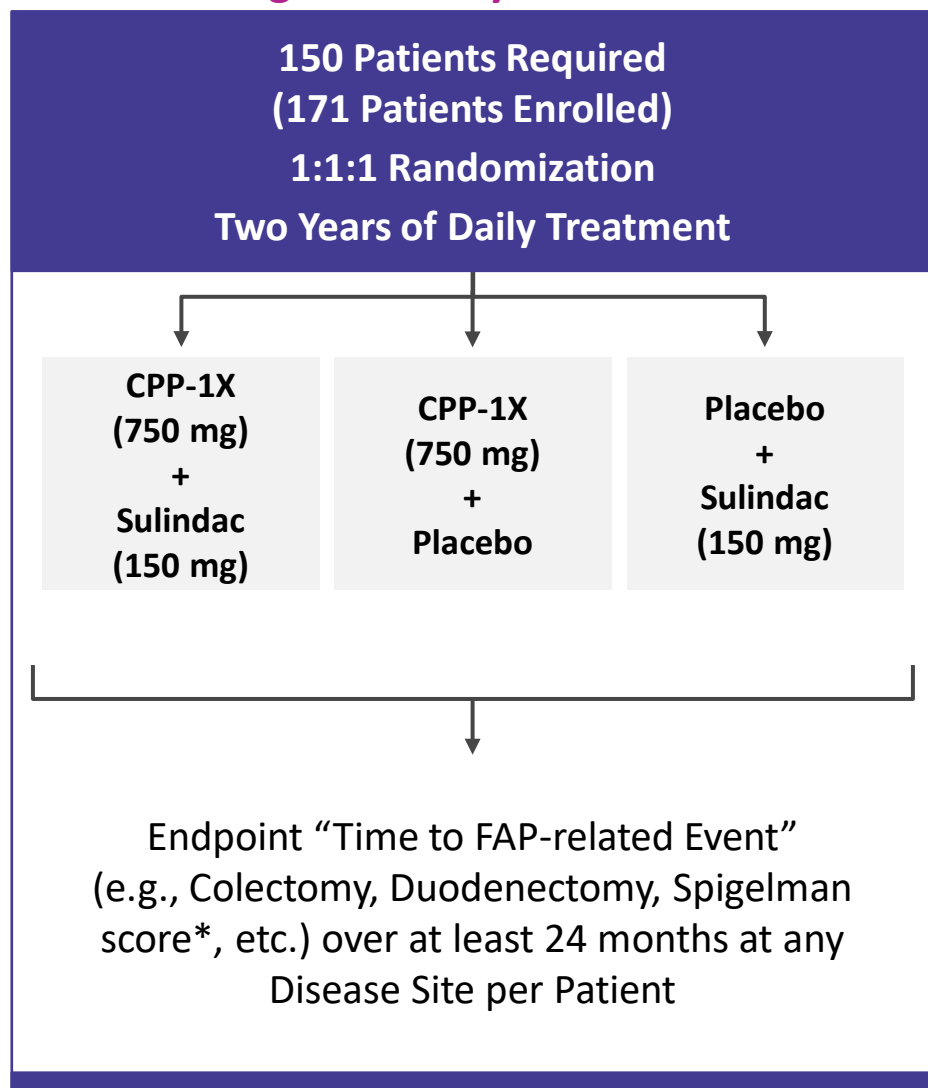 150 Patients Required
(171 Patients Enrolled)
1:1:1 Randomization
Two Years of Daily Treatment
CPP-1X
(750 mg)
+
Sulindac
(150 mg)
CPP-1X
(750 mg)
+
Placebo
Placebo
+
Sulindac
(150 mg)
Endpoint “Time to FAP-related Event”
(e.g., Colectomy, Duodenectomy, Spigelman
score*, etc.) over at least 24 months at any
Disease Site per Patient